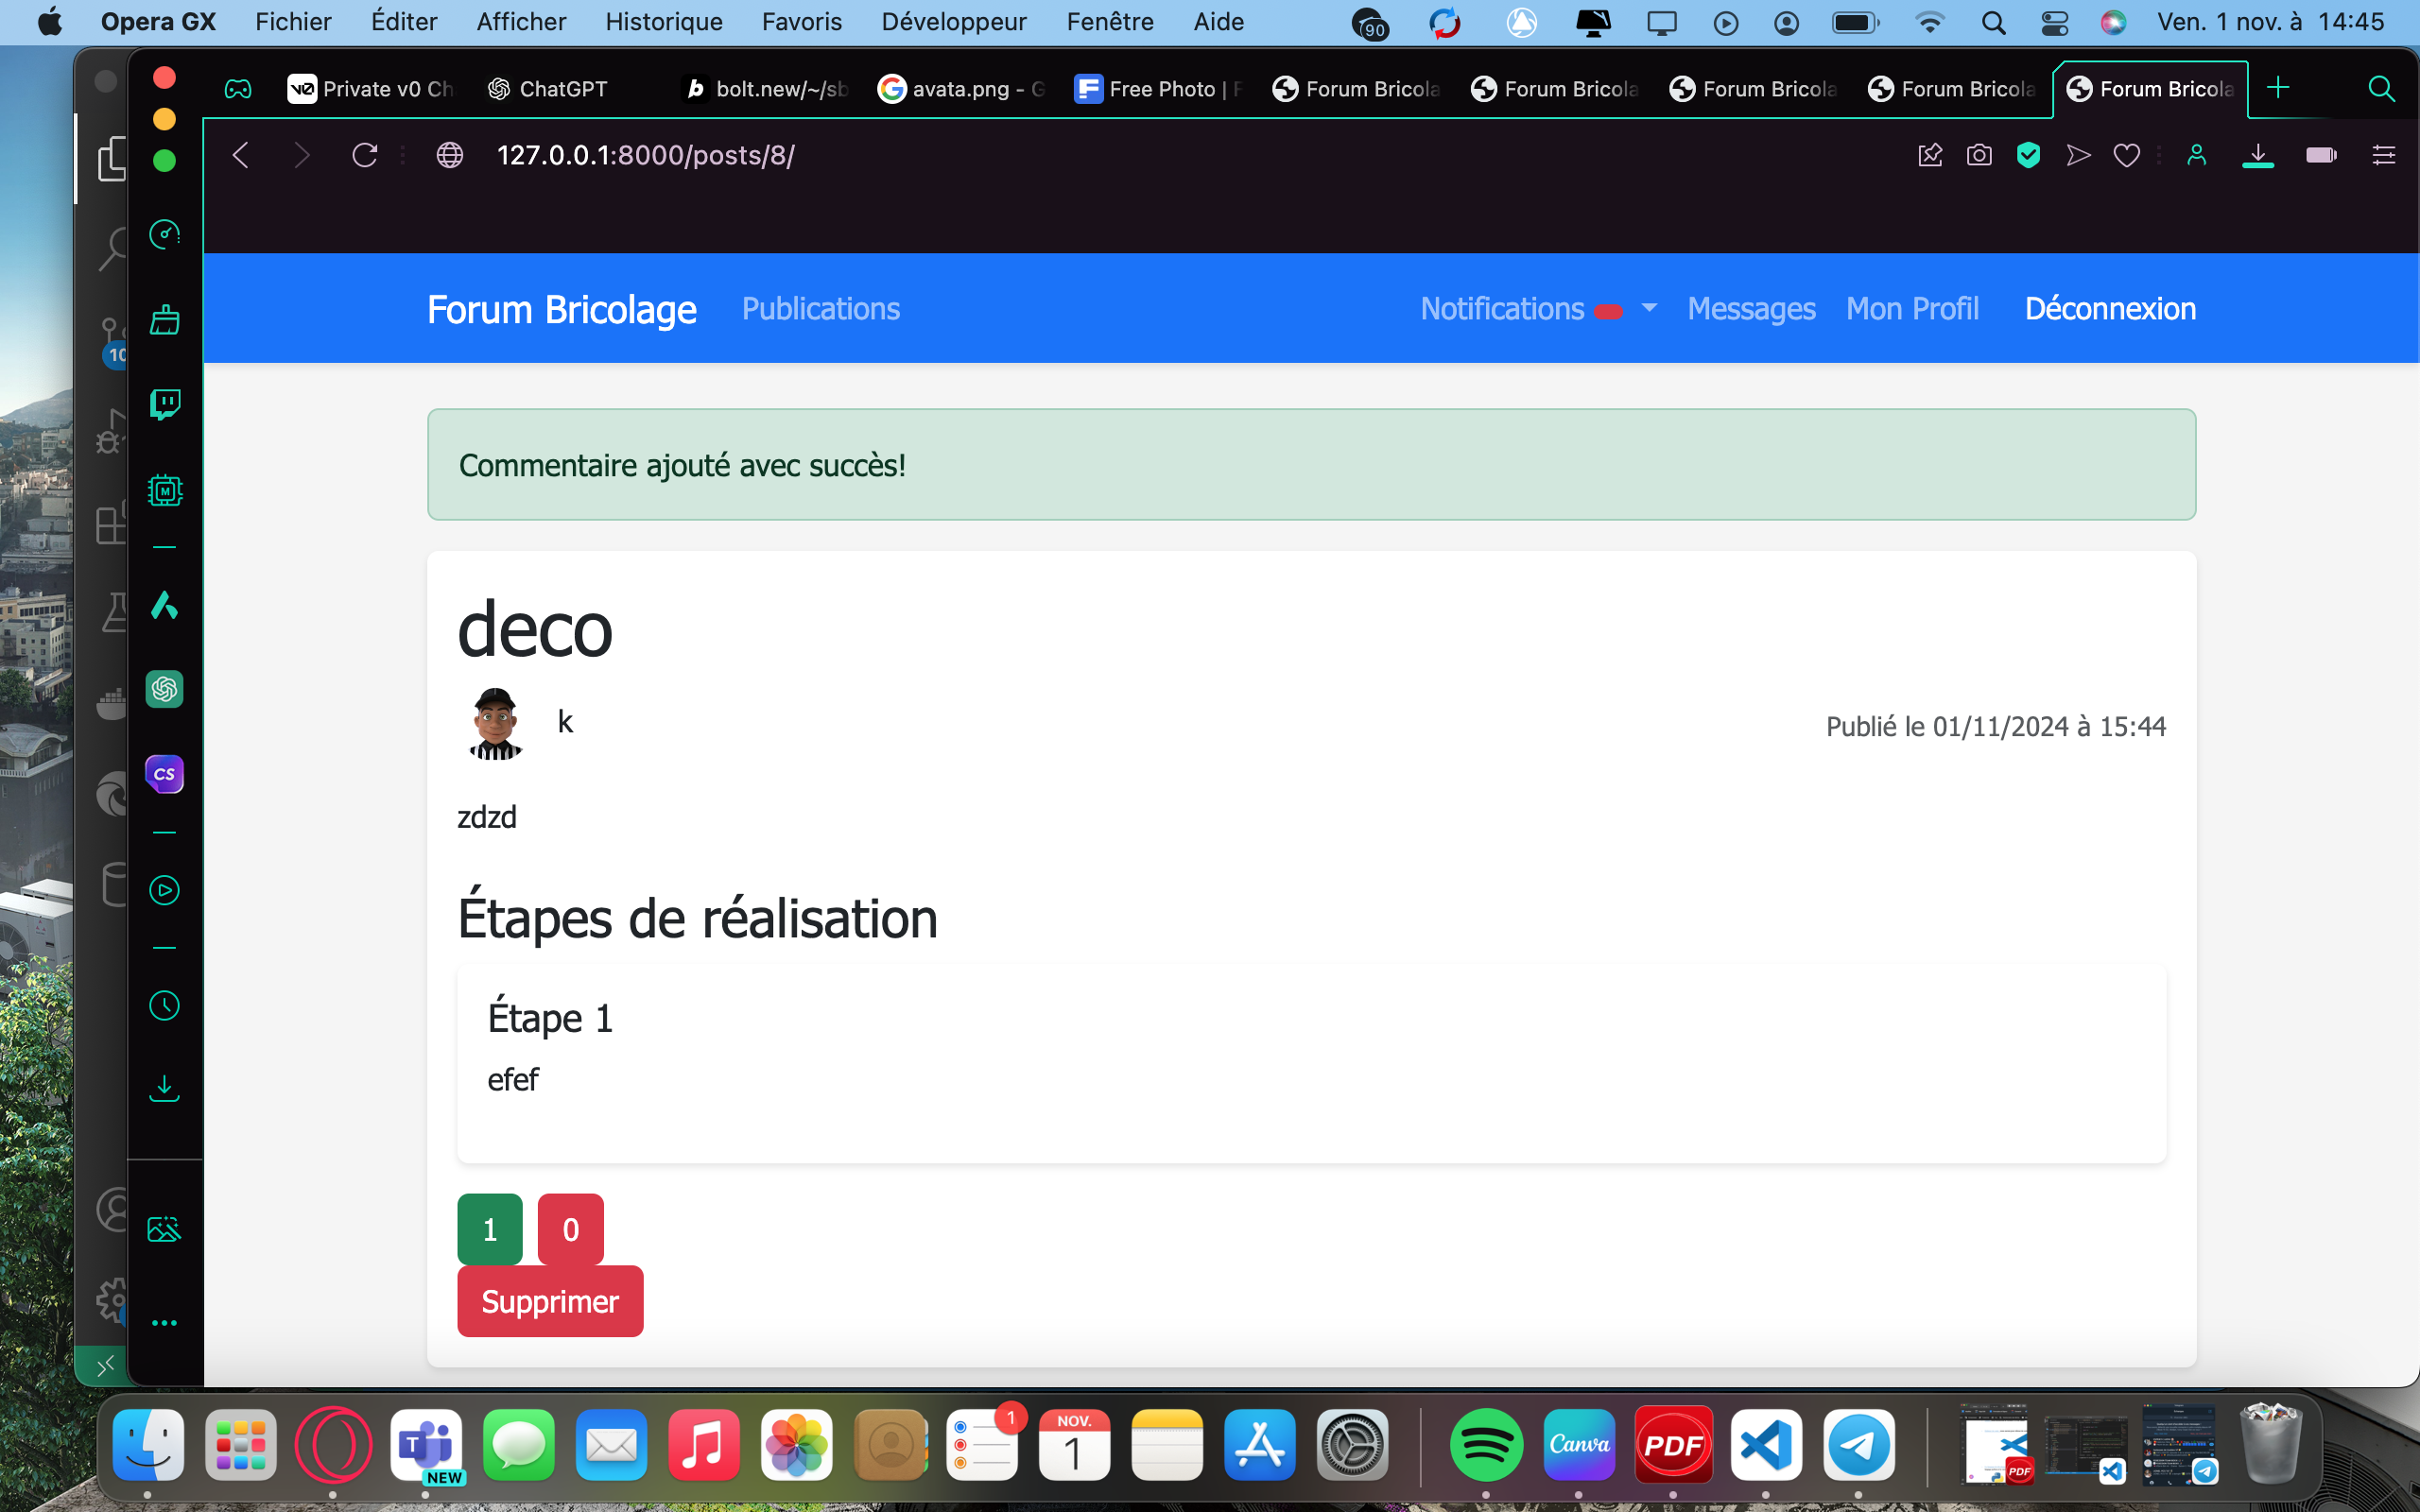 Opera GX Fichier Éditer Afficher Historique Favoris Développeur Fenêtre Aide 90 Ven. 1 nov. à 14:45
v0 Private v0 Ch ChatGPT b bolt.new/~/sb G avata.png - G F Free Photo | F Forum Bricola Forum Bricola Forum Bricola Forum Bricola Forum Bricola
127.0.0.1:8000/posts/8/
Forum Bricolage Publications Notifications Messages Mon Profil Déconnexion
10
M
Commentaire ajouté avec succès!
deco
k
Publié le 01/11/2024 à 15:44
CS
zdzd
Étapes de réalisation
Étape 1
efef
1 0
Supprimer
T NEW 1 NOV. 1 Canva PDF PDF